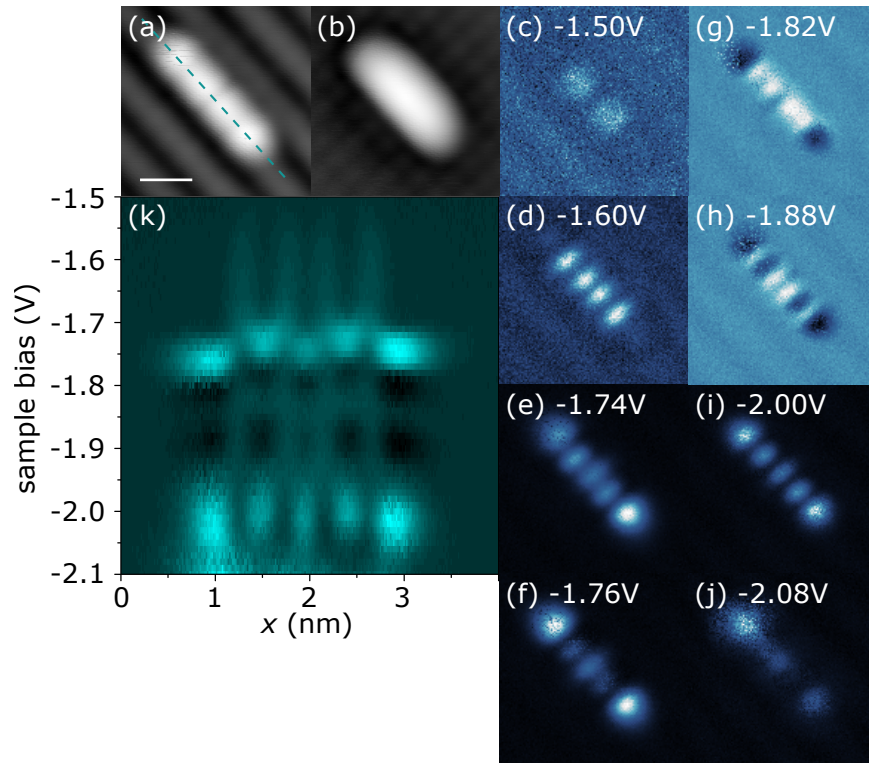 (a)
(b)
(c) -1.50V
(g) -1.82V
(k)
(d) -1.60V
(h) -1.88V
(e) -1.74V
(i) -2.00V
(f) -1.76V
(j) -2.08V
-1.5
-1.6
-1.7
-1.8
-1.9
-2.0
-2.1
sample bias (V)
0
1
2
3
x (nm)